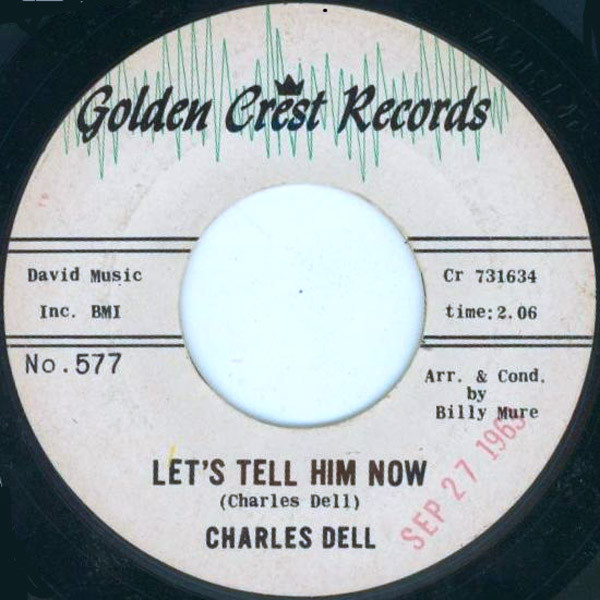 Golden Crest Records
David Music
Inc. BMI
Cr 731634
time:2.06
No.577
Arr. & Cond.
by
Billy Mure
LET'S TELL HIM NOW
(Charles Dell)
CHARLES DELL
SEP 27 1963